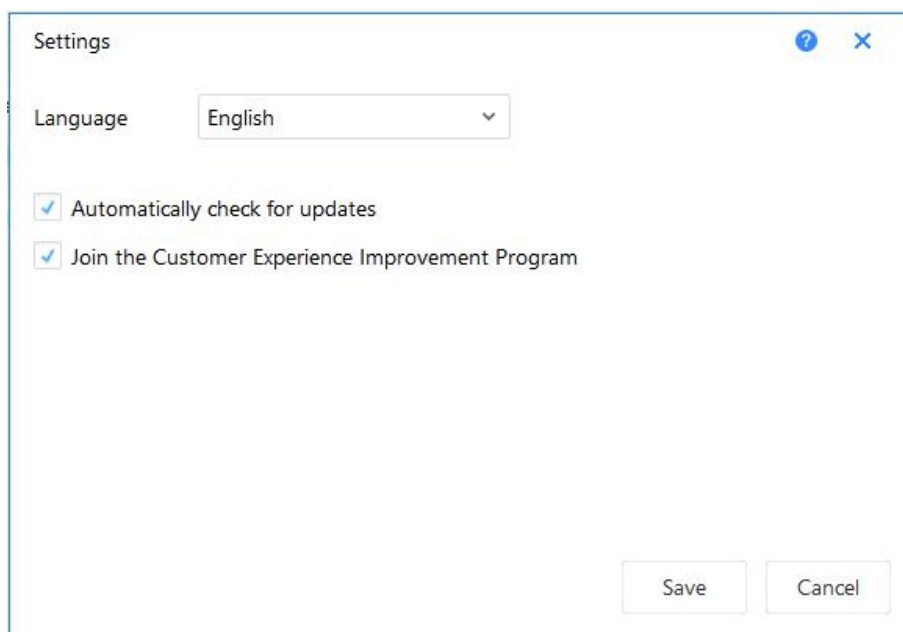 Settings
?
Language English
Automatically check for updates
Join the Customer Experience Improvement Program
Save Cancel